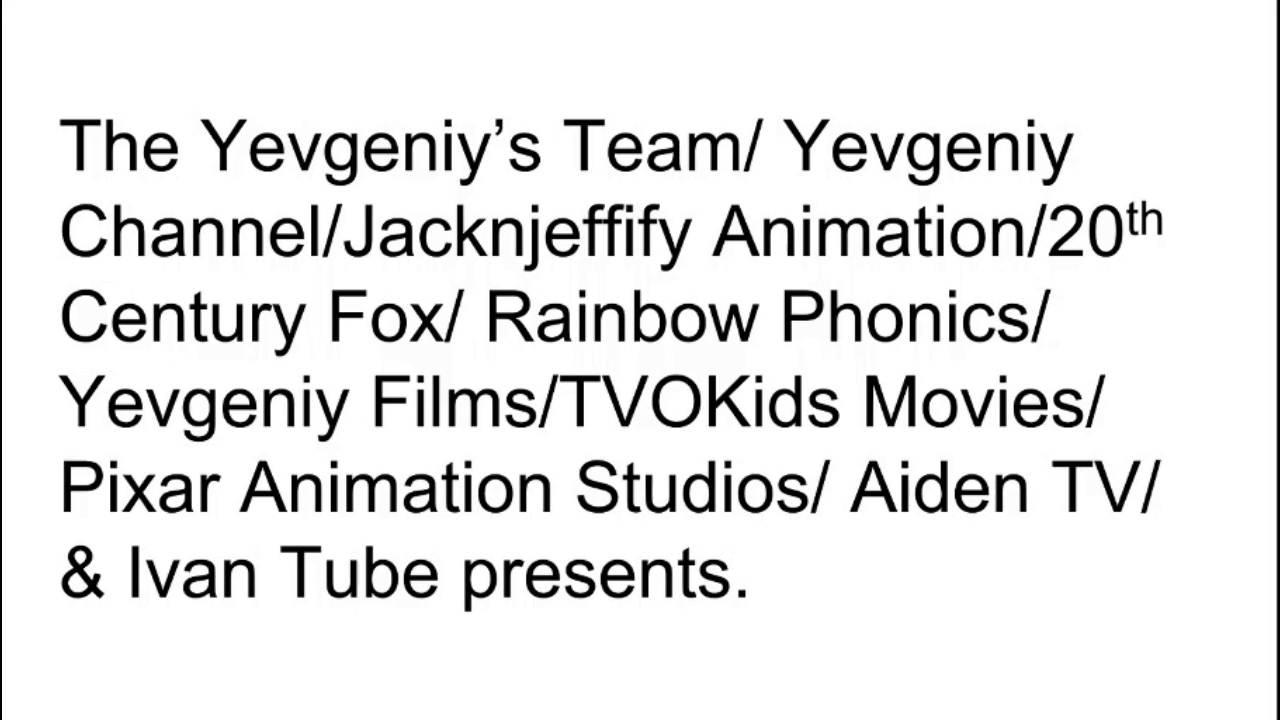 The Yevgeniy’s Team/ Yevgeniy
Channel/Jacknjeffify Animation/20th
Century Fox/ Rainbow Phonics/
Yevgeniy Films/TVOKids Movies/
Pixar Animation Studios/ Aiden TV/
& Ivan Tube presents.